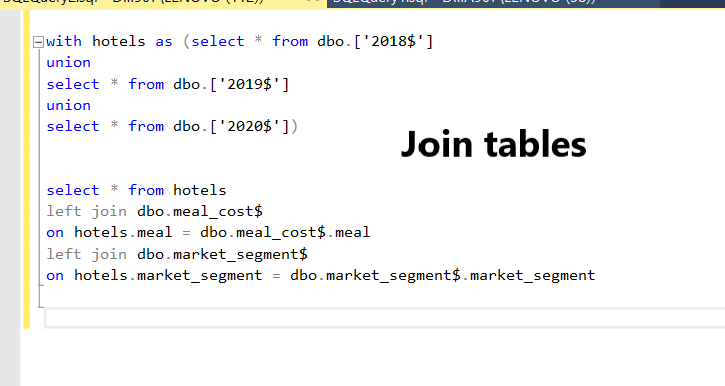 with hotels as (select * from dbo.['2018$']
union
select * from dbo.['2019$']
union
select * from dbo.['2020$'])
Join tables
select * from hotels
left join dbo.meal_cost$
on hotels.meal = dbo.meal_cost$.meal
left join dbo.market_segment$
on hotels.market_segment = dbo.market_segment$.market_segment